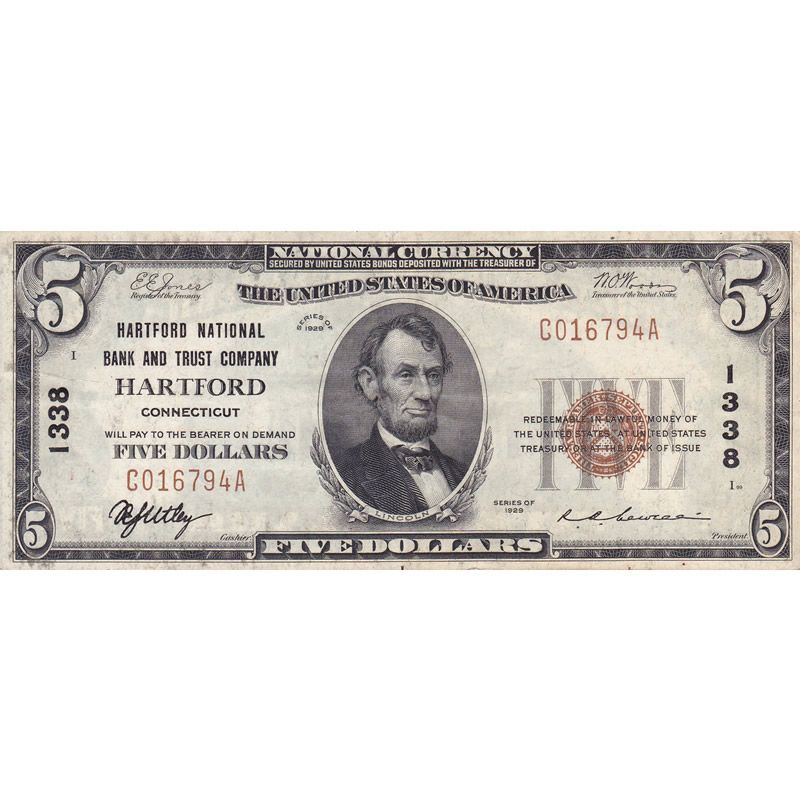 NATIONAL CURRENCY
SECURED BY UNITED STATES BONDS DEPOSITED WITH THE TREASURER OF
THE UNITED STATES OF AMERICA
5
5
E E Jones
Register of the Treasury.
W.O. Woods
Treasurer of the United States.
SERIES OF
1929
HARTFORD NATIONAL
BANK AND TRUST COMPANY
I
HARTFORD
CONNECTICUT
WILL PAY TO THE BEARER ON DEMAND
FIVE DOLLARS
C016794A
1338
C016794A
FIVE
REDEEMABLE IN LAWFUL MONEY OF
THE UNITED STATES AT UNITED STATES
TREASURY OR AT THE BANK OF ISSUE
1338
LINCOLN
SERIES OF
1929
Cashier.
President.
5
5
FIVE DOLLARS